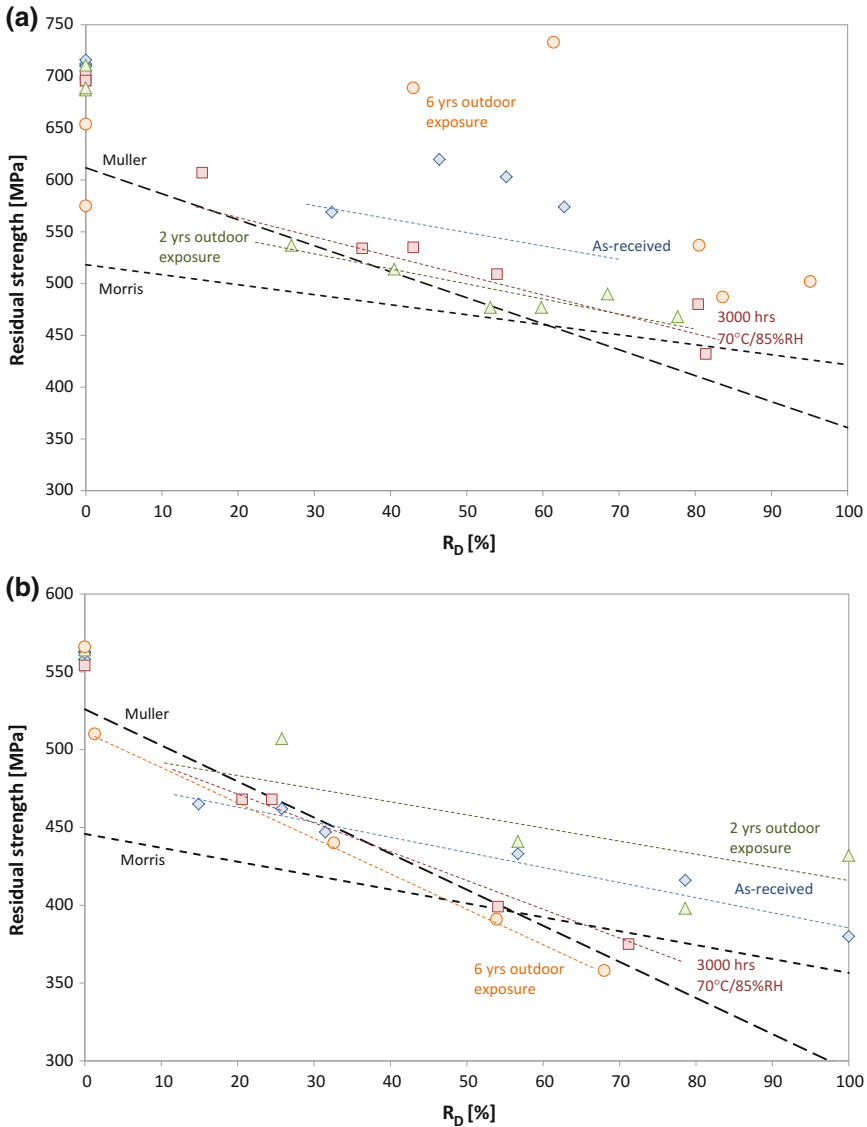 (a)
750
700
650
600
550
500
450
400
350
300
Residual strength [MPa]
Muller
Morris
6 yrs outdoor
exposure
2 yrs outdoor
exposure
As-received
3000 hrs
70°C/85%RH
0 10 20 30 40 50 60 70 80 90 100
R_D [%]
(b)
600
550
500
450
400
350
300
Residual strength [MPa]
Muller
Morris
2 yrs outdoor
exposure
As-received
6 yrs outdoor
exposure
3000 hrs
70°C/85%RH
0 10 20 30 40 50 60 70 80 90 100
R_D [%]